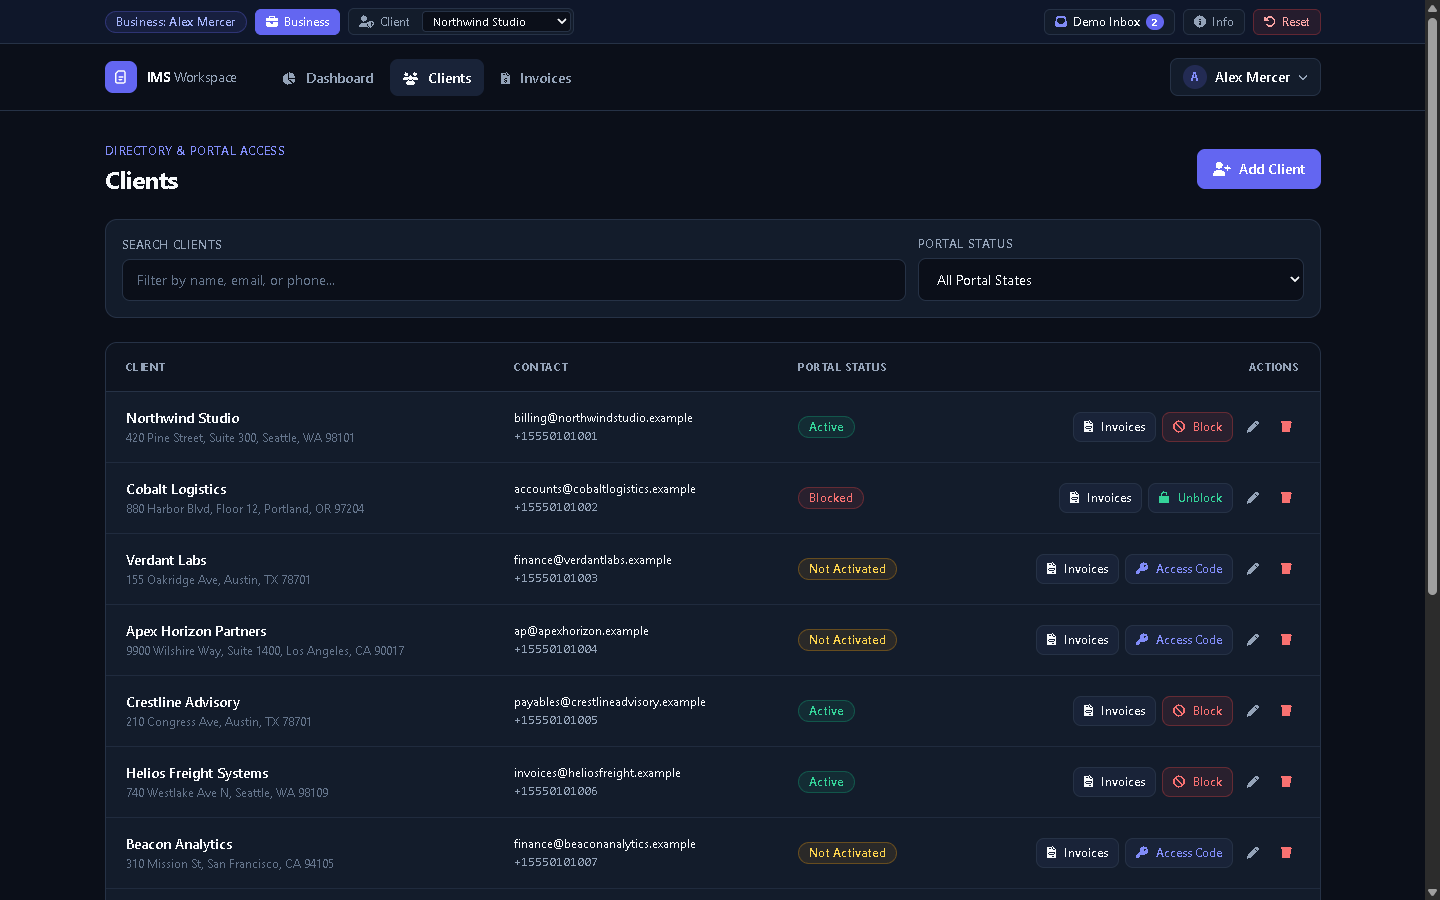 Business: Alex Mercer
Business
Client
Northwind Studio
Demo Inbox 2
Info
Reset
IMS Workspace
Dashboard
Clients
Invoices
A
Alex Mercer
DIRECTORY & PORTAL ACCESS
Clients
Add Client
SEARCH CLIENTS
Filter by name, email, or phone...
PORTAL STATUS
All Portal States
CLIENT CONTACT PORTAL STATUS ACTIONS
Northwind Studio
420 Pine Street, Suite 300, Seattle, WA 98101
billing@northwindstudio.example
+15550101001
Active
Invoices
Block
Cobalt Logistics
880 Harbor Blvd, Floor 12, Portland, OR 97204
accounts@cobaltlogistics.example
+15550101002
Blocked
Invoices
Unblock
Verdant Labs
155 Oakridge Ave, Austin, TX 78701
finance@verdantlabs.example
+15550101003
Not Activated
Invoices
Access Code
Apex Horizon Partners
9900 Wilshire Way, Suite 1400, Los Angeles, CA 90017
ap@apexhorizon.example
+15550101004
Not Activated
Invoices
Access Code
Crestline Advisory
210 Congress Ave, Austin, TX 78701
payables@crestlineadvisory.example
+15550101005
Active
Invoices
Block
Helios Freight Systems
740 Westlake Ave N, Seattle, WA 98109
invoices@heliosfreight.example
+15550101006
Active
Invoices
Block
Beacon Analytics
310 Mission St, San Francisco, CA 94105
finance@beaconanalytics.example
+15550101007
Not Activated
Invoices
Access Code